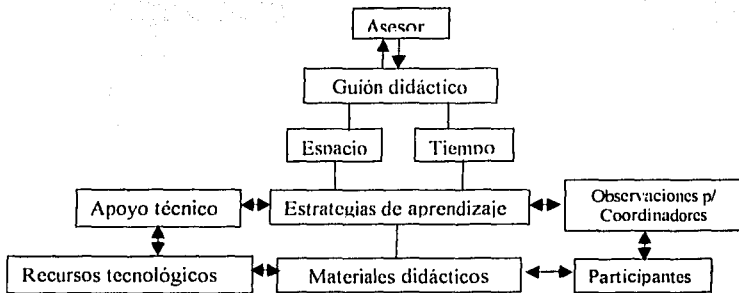 Asesor
Guión didáctico
Espacio
Tiempo
Apoyo técnico
Estrategias de aprendizaje
Observaciones p/
Coordinadores
Recursos tecnológicos
Materiales didácticos
Participantes